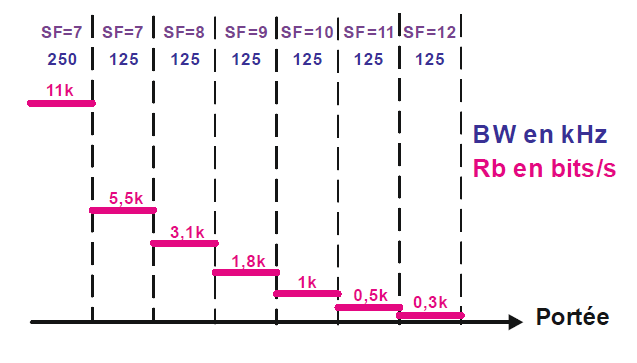 SF=7 SF=7 SF=8 SF=9 SF=10 SF=11 SF=12
250 125 125 125 125 125 125
11k
BW en kHz
Rb en bits/s
5,5k
3,1k
1,8k
1k
0,5k
0,3k
Portée